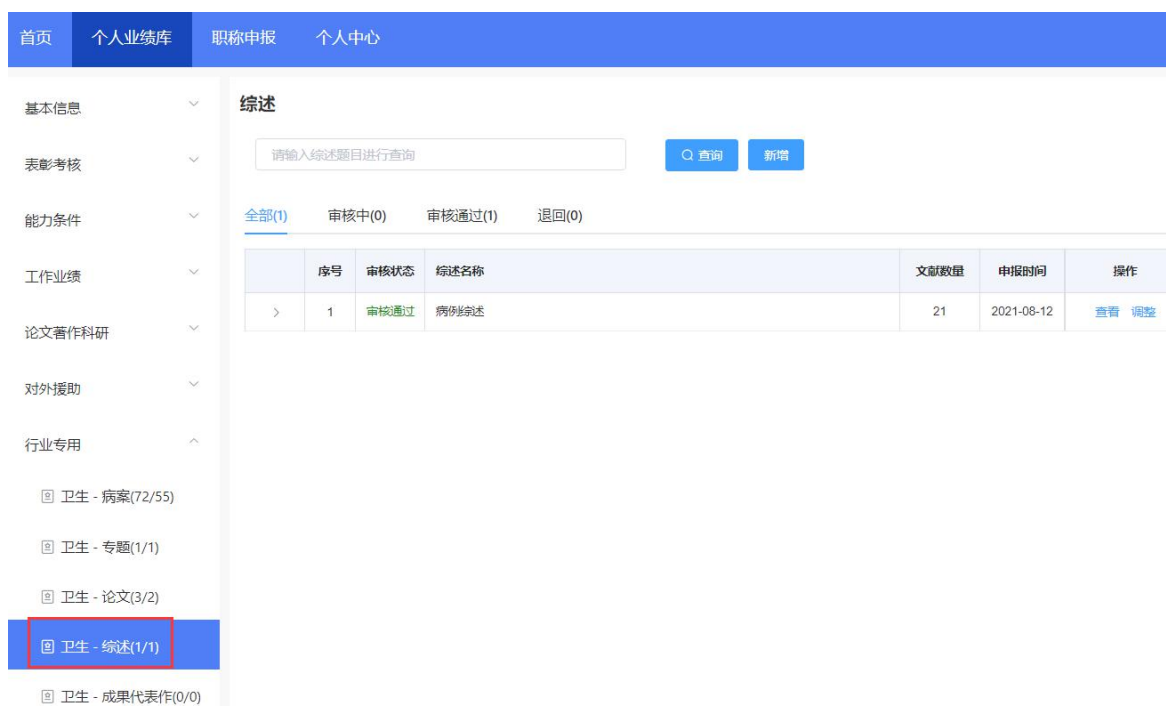 首页 个人业绩库 职称申报 个人中心
基本信息
表彰考核
能力条件
工作业绩
论文著作科研
对外援助
行业专用
卫生 - 病案(72/55)
卫生 - 专题(1/1)
卫生 - 论文(3/2)
卫生 - 综述(1/1)
卫生 - 成果代表作(0/0)
综述
请输入综述题目进行查询 查询 新增
全部(1) 审核中(0) 审核通过(1) 退回(0)
序号 审核状态 综述名称 文献数量 申报时间 操作
1 审核通过 病例综述 21 2021-08-12 查看 调整